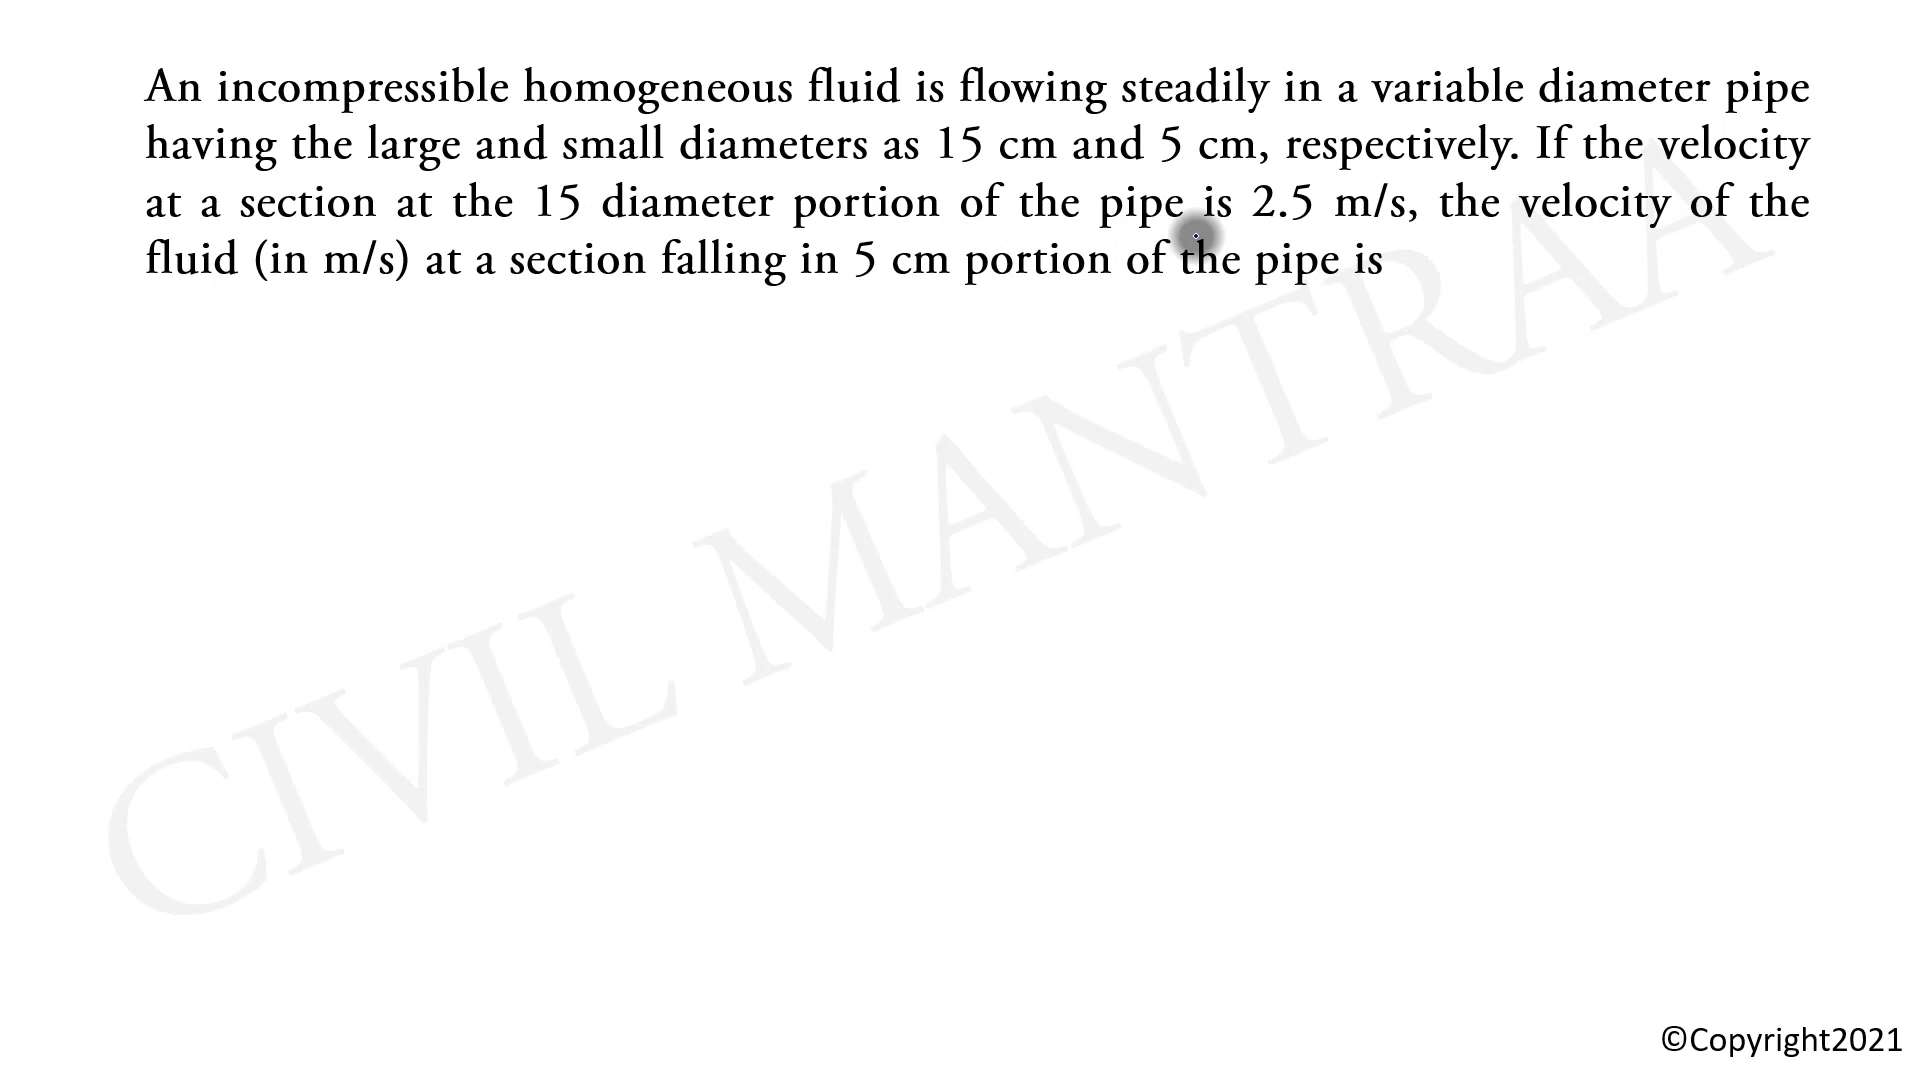 An incompressible homogeneous fluid is flowing steadily in a variable diameter pipe
having the large and small diameters as 15 cm and 5 cm, respectively. If the velocity
at a section at the 15 diameter portion of the pipe is 2.5 m/s, the velocity of the
fluid (in m/s) at a section falling in 5 cm portion of the pipe is
CIVIL MANTRAA
©Copyright2021